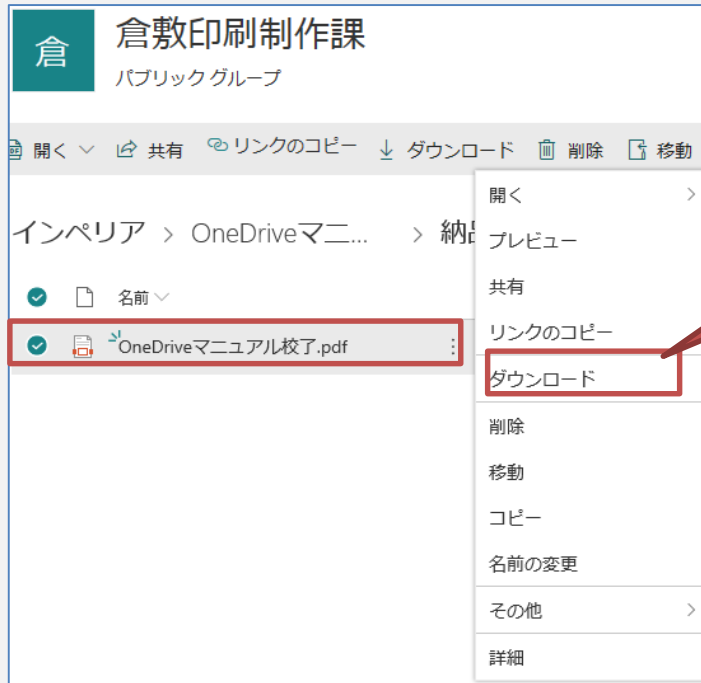 倉
倉敷印刷制作課
パブリック グループ
開く
共有
リンクのコピー
ダウンロード
削除
移動
インペリア > OneDriveマニ... > 納
名前
OneDriveマニュアル校了.pdf
開く
プレビュー
共有
リンクのコピー
ダウンロード
削除
移動
コピー
名前の変更
その他
詳細